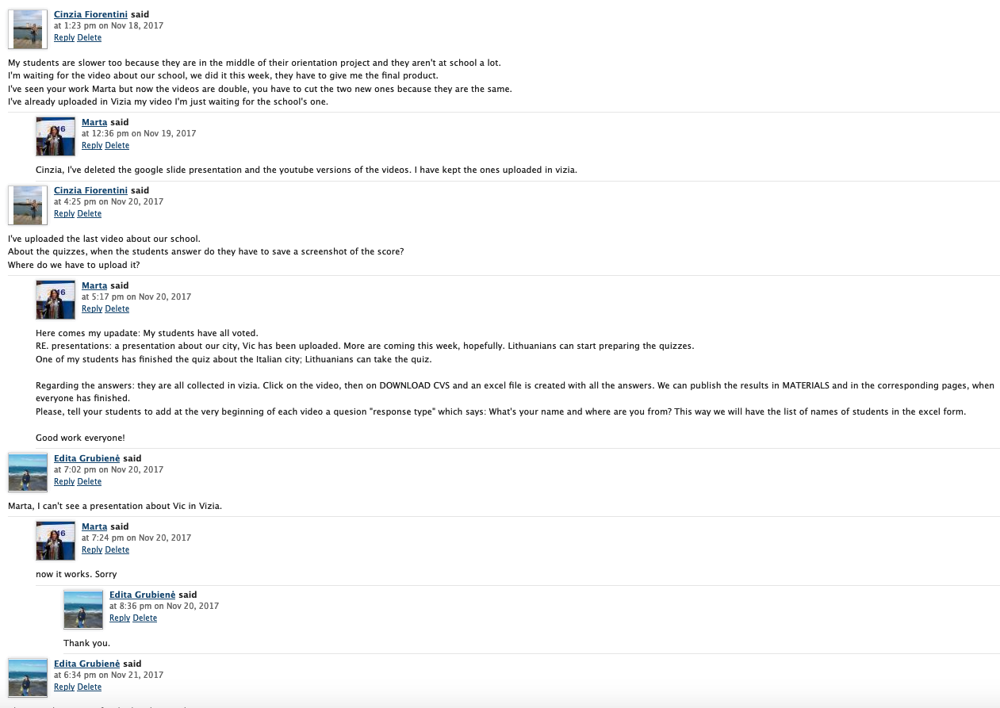 Cinzia Fiorentini said
at 1:23 pm on Nov 18, 2017
Reply Delete
My students are slower too because they are in the middle of their orientation project and they aren't at school a lot.
I'm waiting for the video about our school, we did it this week, they have to give me the final product.
I've seen your work Marta but now the videos are double, you have to cut the two new ones because they are the same.
I've already uploaded in Vizia my video I'm just waiting for the school's one.
16
Marta said
at 12:36 pm on Nov 19, 2017
Reply Delete
Cinzia, I've deleted the google slide presentation and the youtube versions of the videos. I have kept the ones uploaded in vizia.
Cinzia Fiorentini said
at 4:25 pm on Nov 20, 2017
Reply Delete
I've uploaded the last video about our school.
About the quizzes, when the students answer do they have to save a screenshot of the score?
Where do we have to upload it?
16
Marta said
at 5:17 pm on Nov 20, 2017
Reply Delete
Here comes my upadate: My students have all voted.
RE. presentations: a presentation about our city, Vic has been uploaded. More are coming this week, hopefully. Lithuanians can start preparing the quizzes.
One of my students has finished the quiz about the Italian city; Lithuanians can take the quiz.
Regarding the answers: they are all collected in vizia. Click on the video, then on DOWNLOAD CVS and an excel file is created with all the answers. We can publish the results in MATERIALS and in the corresponding pages, when
everyone has finished.
Please, tell your students to add at the very beginning of each video a quesion "response type" which says: What's your name and where are you from? This way we will have the list of names of students in the excel form.
Good work everyone!
Edita Grubienė said
at 7:02 pm on Nov 20, 2017
Reply Delete
Marta, I can't see a presentation about Vic in Vizia.
16
Marta said
at 7:24 pm on Nov 20, 2017
Reply Delete
now it works. Sorry
Edita Grubienė said
at 8:36 pm on Nov 20, 2017
Reply Delete
Thank you.
Edita Grubienė said
at 6:34 pm on Nov 21, 2017
Reply Delete